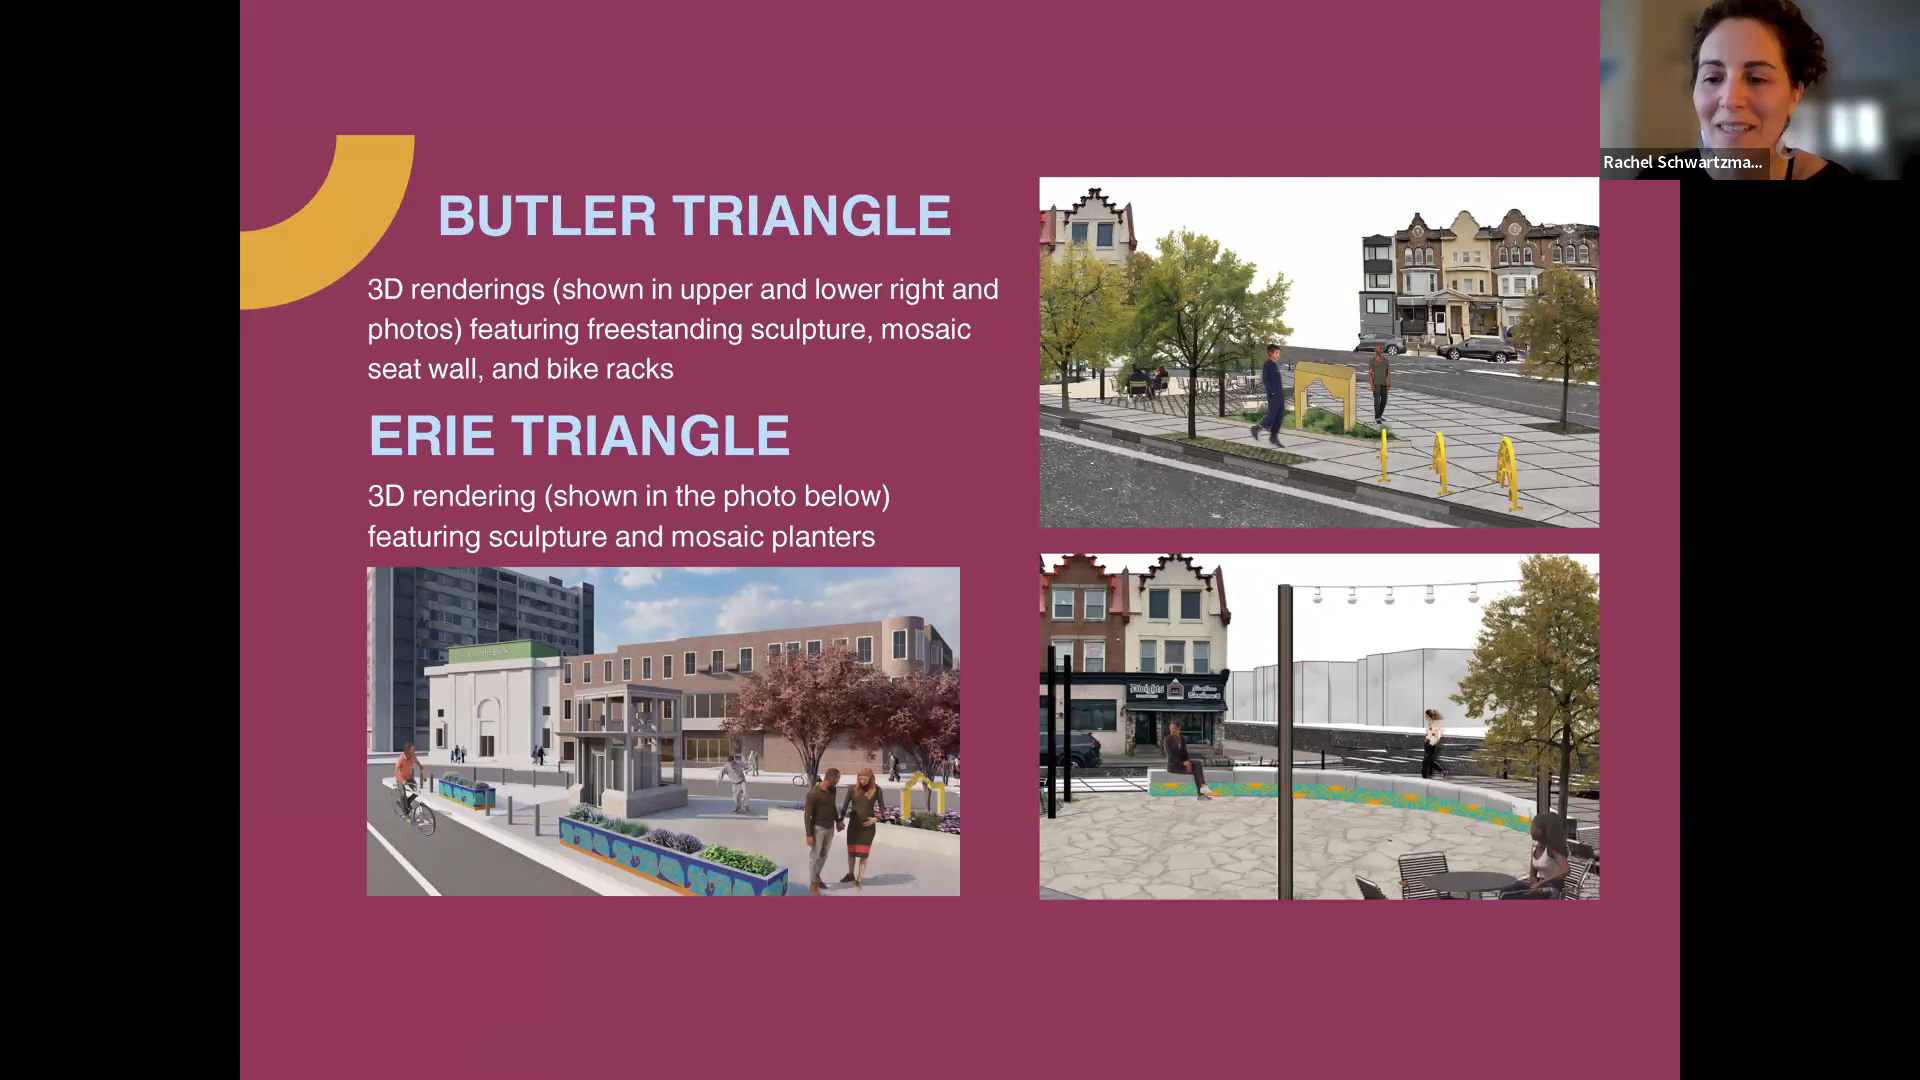 BUTLER TRIANGLE
3D renderings (shown in upper and lower right and
photos) featuring freestanding sculpture, mosaic
seat wall, and bike racks
ERIE TRIANGLE
3D rendering (shown in the photo below)
featuring sculpture and mosaic planters
Rachel Schwartzma...
Dwights